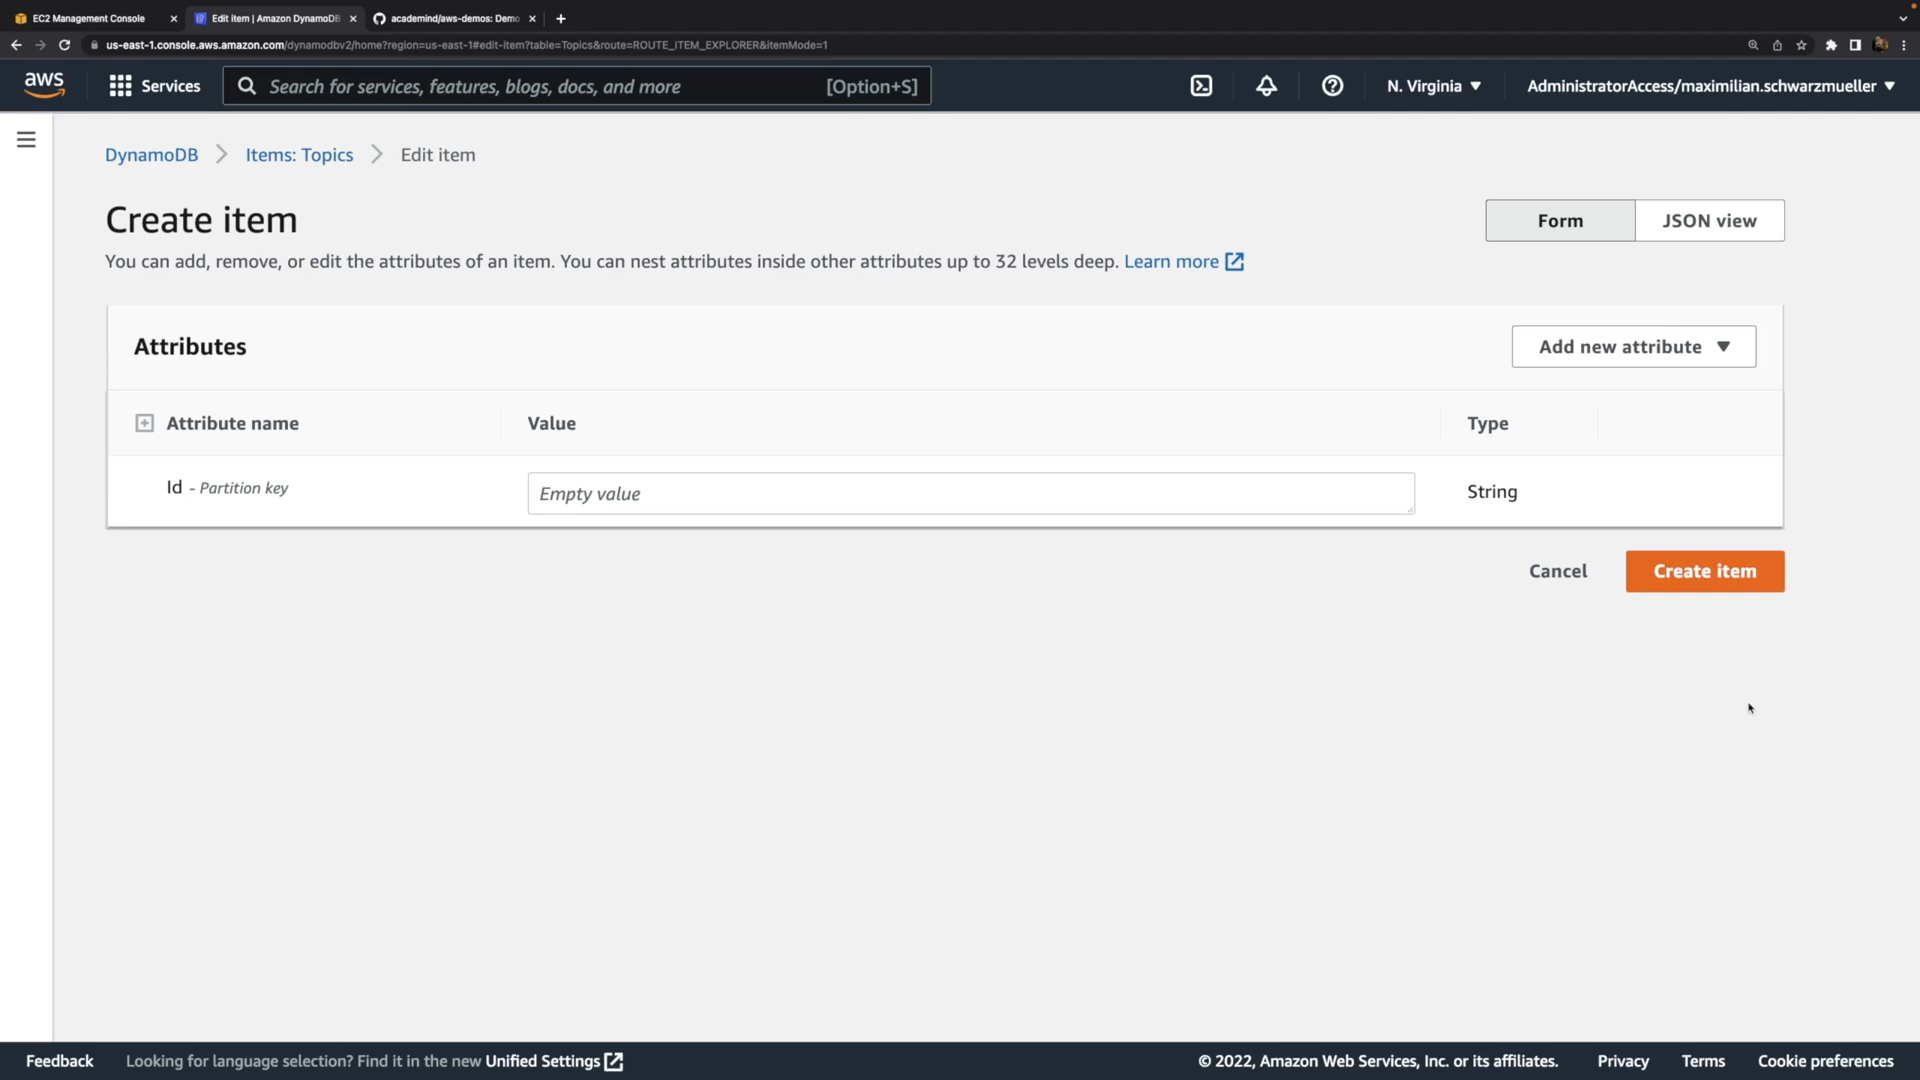 EC2 Management Console
Edit item | Amazon DynamoDB
academind/aws-demos: Demo
us-east-1.console.aws.amazon.com/dynamodbv2/home?region=us-east-1#edit-item?table=Topics&route=ROUTE_ITEM_EXPLORER&itemMode=1
aws
Services
Search for services, features, blogs, docs, and more
[Option+S]
N. Virginia
AdministratorAccess/maximilian.schwarzmueller
DynamoDB
Items: Topics
Edit item
Create item
Form
JSON view
You can add, remove, or edit the attributes of an item. You can nest attributes inside other attributes up to 32 levels deep. Learn more
Attributes
Add new attribute
Attribute name
Value
Type
Id - Partition key
Empty value
String
Cancel
Create item
Feedback
Looking for language selection? Find it in the new Unified Settings
© 2022, Amazon Web Services, Inc. or its affiliates.
Privacy
Terms
Cookie preferences